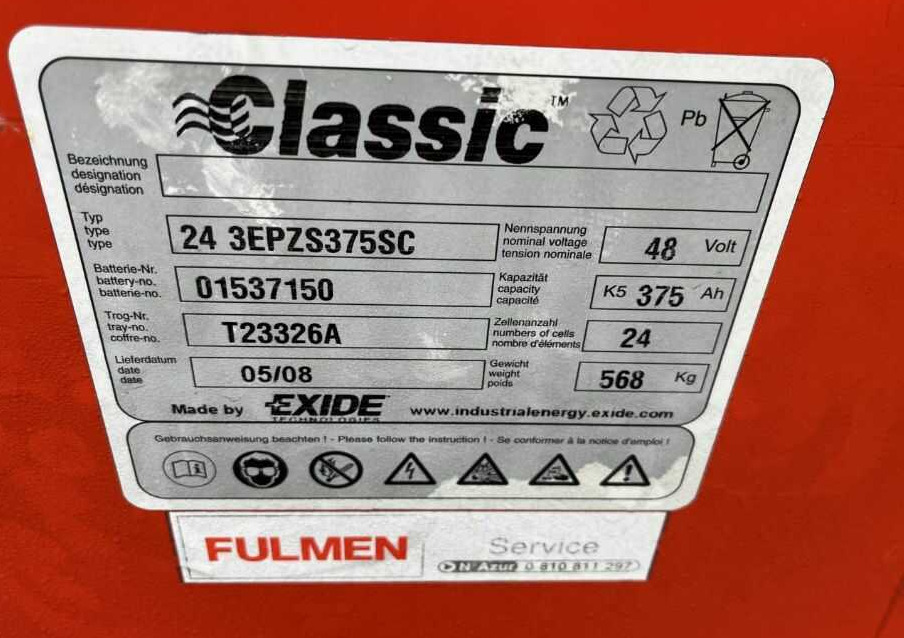 Classic™
Pb
Bezeichnung
designation
désignation
Typ
type
type
24 3EPZS375SC
Nennspannung
nominal voltage
tension nominale
48 Volt
Batterie-Nr.
battery-no.
batterie-no.
01537150
Kapazität
capacity
capacité
K5 375 Ah
Trog-Nr.
tray-no.
coffre-no.
T23326A
Zellenanzahl
numbers of cells
nombre d'éléments
24
Lieferdatum
date
date
05/08
Gewicht
weight
poids
568 Kg
Made by EXIDE
TECHNOLOGIES
www.industrialenergy.exide.com
Gebrauchsanweisung beachten ! - Please follow the instruction ! - Se conformer à la notice d'emploi !
FULMEN
Service
N°Azur 0 810 811 297